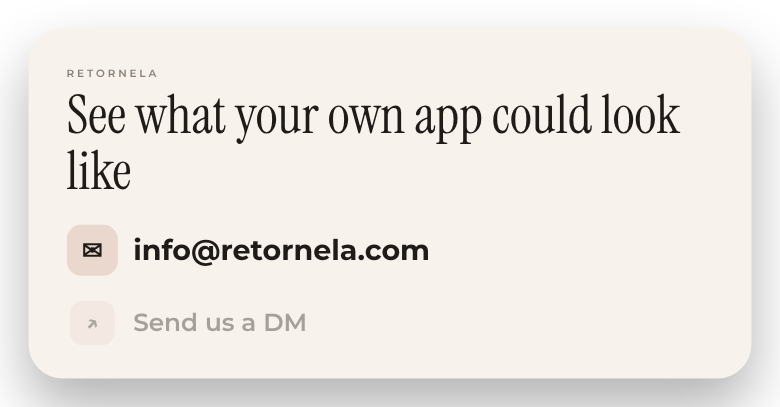 RETORNELA
See what your own app could look
like
info@retornela.com
Send us a DM